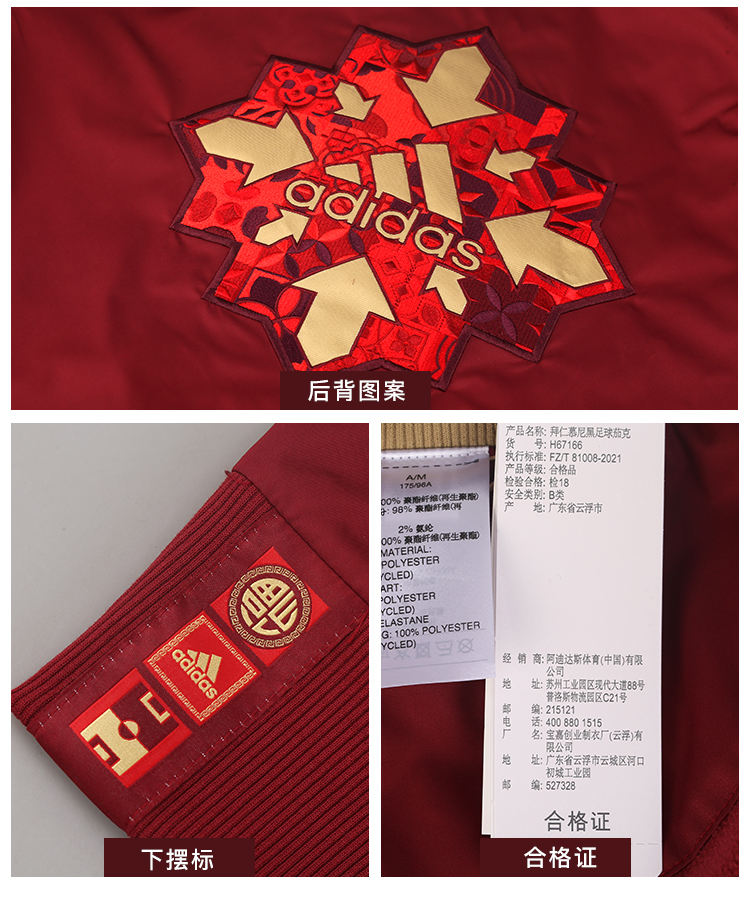 adidas
后背图案
福
adidas
下摆标
A/M
175/96A
00% 聚酯纤维(再生聚酯)
分: 98% 聚酯纤维(再
2% 氨纶
00% 聚酯纤维(再生聚酯)
MATERIAL:
POLYESTER
YCLED)
ART:
POLYESTER
YCLED)
ELASTANE
G: 100% POLYESTER
YCLED)
产品名称: 拜仁慕尼黑足球茄克
货 号: H67166
执行标准: FZ/T 81008-2021
产品等级: 合格品
检验合格: 检18
安全类别: B类
产 地: 广东省云浮市
经 销 商: 阿迪达斯体育(中国)有限
公司
地 址: 苏州工业园区现代大道88号
普洛斯物流园区C21号
邮 编: 215121
电 话: 400 880 1515
厂 名: 宝嘉创业制衣厂(云浮)有
限公司
地 址: 广东省云浮市云城区河口
初城工业园
邮 编: 527328
合格证
合格证